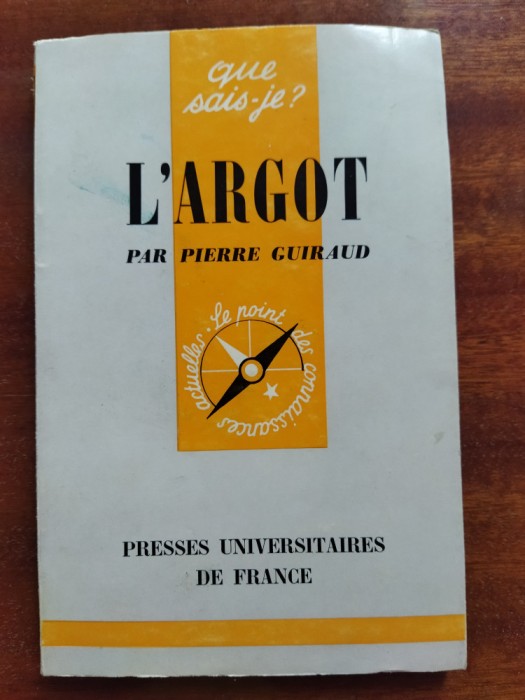 que
sais-je?
L'ARGOT
PAR PIERRE GUIRAUD
Le point des connaissances actuelles.
PRESSES UNIVERSITAIRES
DE FRANCE